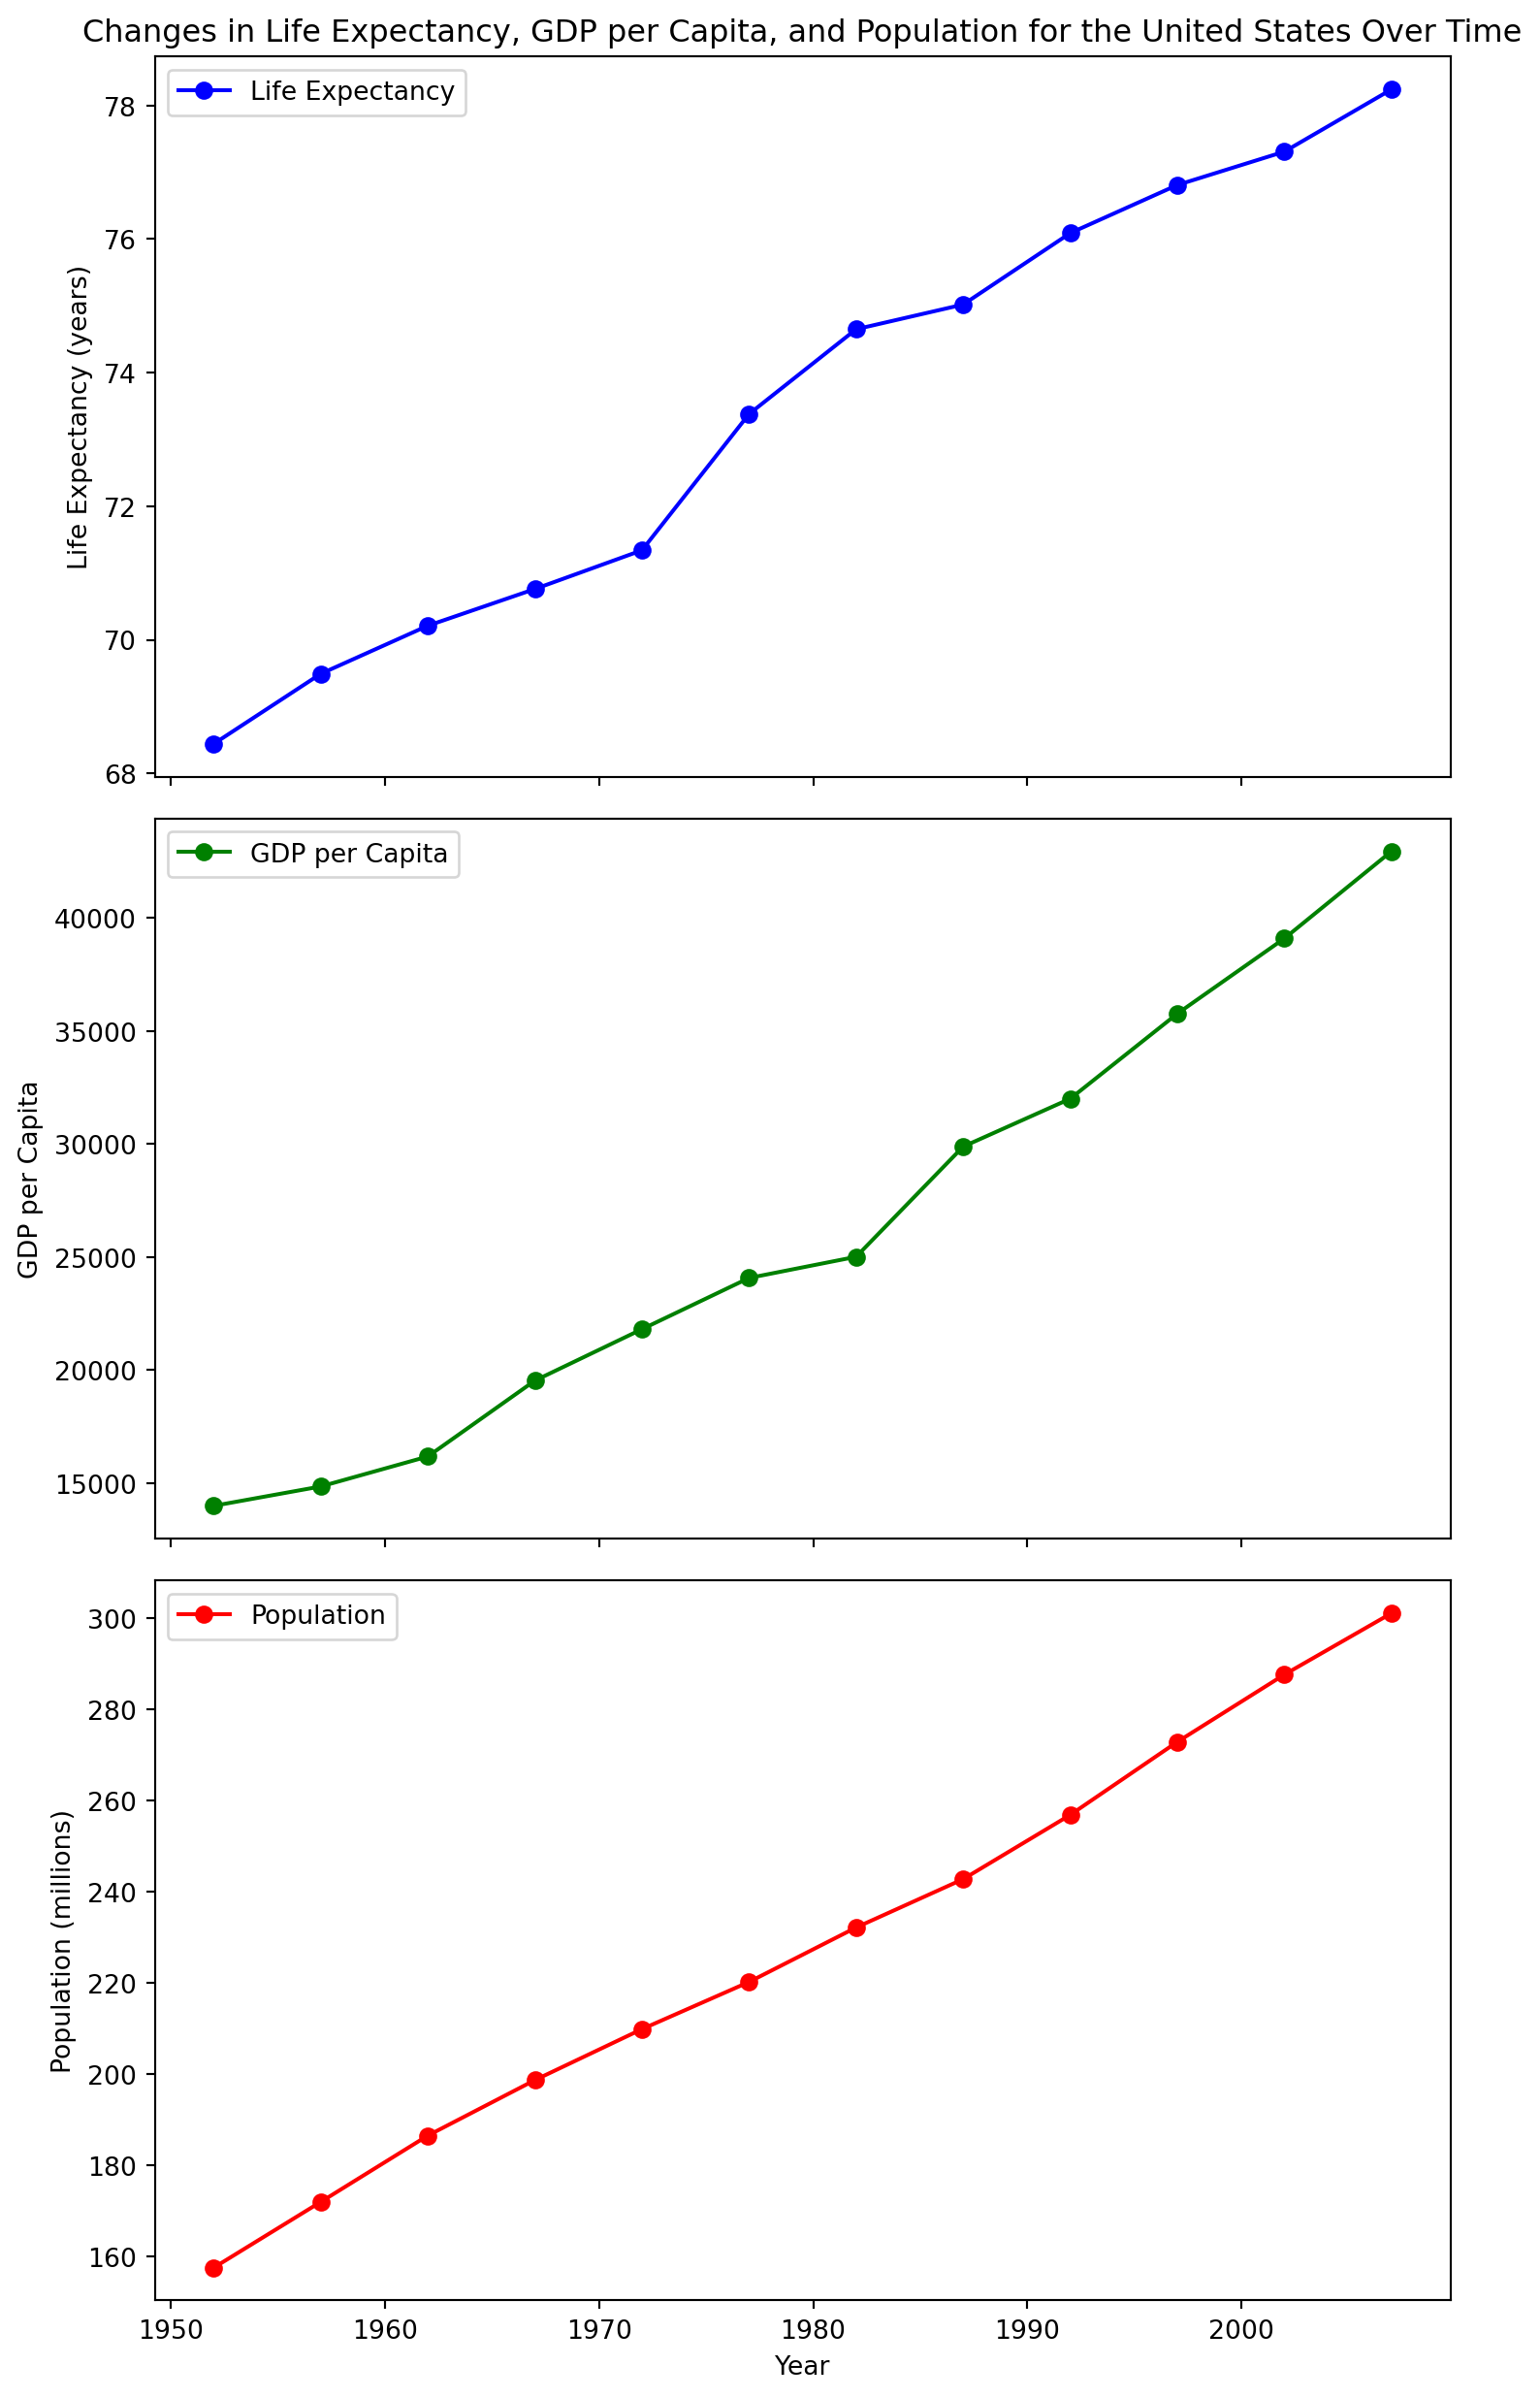 Changes in Life Expectancy, GDP per Capita, and Population for the United States Over Time
Life Expectancy
78
76
74
72
70
68
Life Expectancy (years)
GDP per Capita
40000
35000
30000
25000
20000
15000
GDP per Capita
Population
300
280
260
240
220
200
180
160
Population (millions)
1950 1960 1970 1980 1990 2000
Year